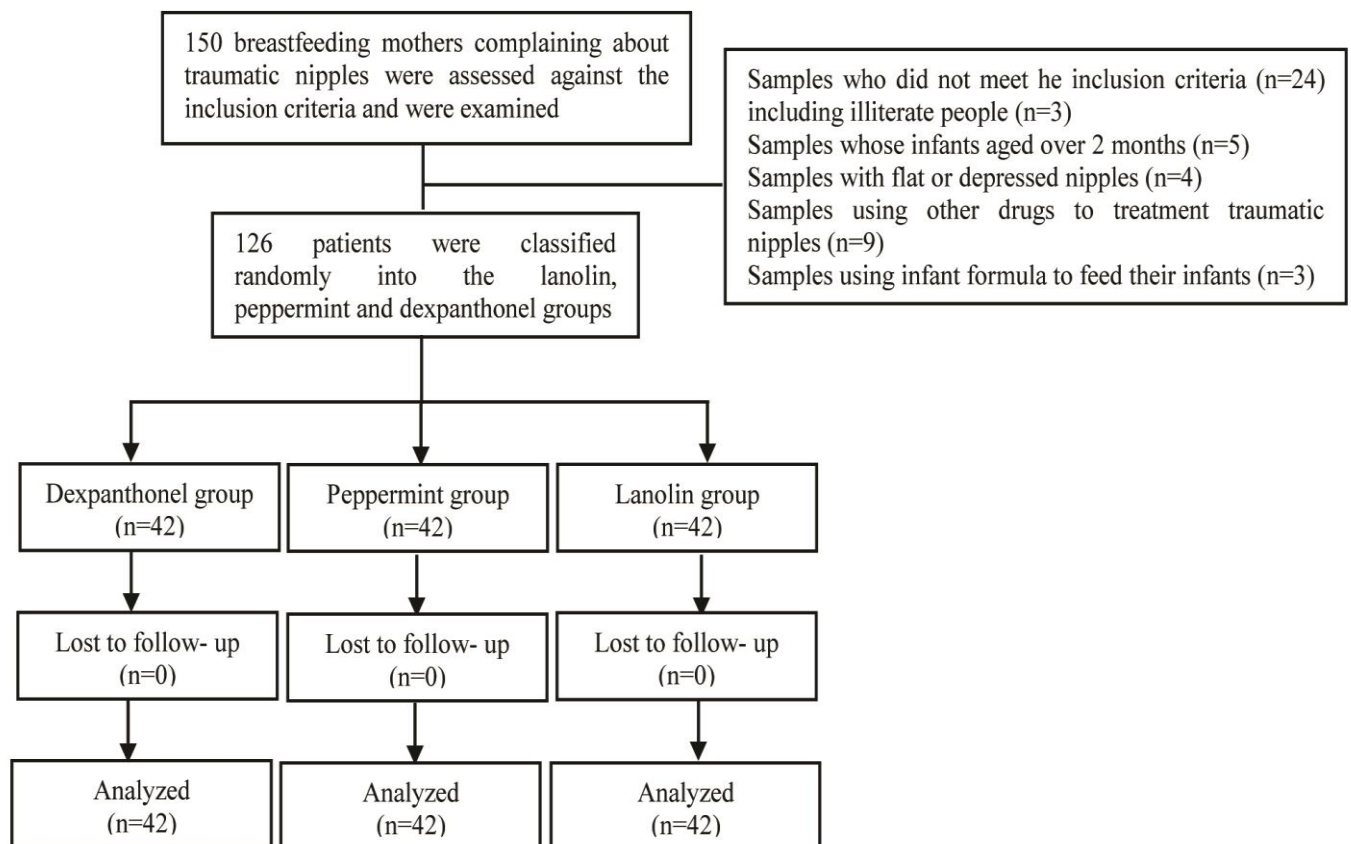 150 breastfeeding mothers complaining about
traumatic nipples were assessed against the
inclusion criteria and were examined
Samples who did not meet he inclusion criteria (n=24)
including illiterate people (n=3)
Samples whose infants aged over 2 months (n=5)
Samples with flat or depressed nipples (n=4)
Samples using other drugs to treatment traumatic
nipples (n=9)
Samples using infant formula to feed their infants (n=3)
126 patients were classified
randomly into the lanolin,
peppermint and dexpanthonel groups
Dexpanthonel group
(n=42)
Peppermint group
(n=42)
Lanolin group
(n=42)
Lost to follow- up
(n=0)
Lost to follow- up
(n=0)
Lost to follow- up
(n=0)
Analyzed
(n=42)
Analyzed
(n=42)
Analyzed
(n=42)